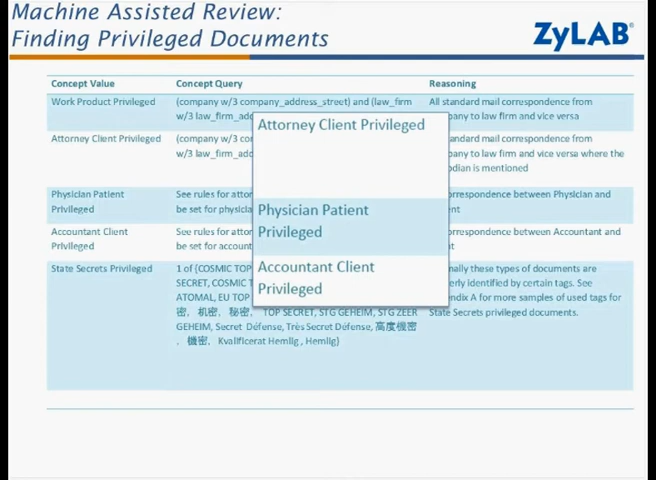 Machine Assisted Review:
Finding Privileged Documents
ZyLAB
Concept Value Concept Query Reasoning
Work Product Privileged (company w/3 company_address_street) and (law_firm All standard mail correspondence from
w/3 law_firm_add pany to law firm and vice versa
Attorney Client Privileged (company w/3 con andard mail correspondence from
w/3 law_firm_add pany to law firm and vice versa where the
odian is mentioned
Physician Patient See rules for attor rrespondence between Physician and
Privileged be set for physicia nt
Accountant Client See rules for attor rrespondence between Accountant and
Privileged be set for account t
State Secrets Privileged 1 of {COSMIC TOP nally these types of documents are
SECRET, COSMIC T erly identified by certain tags. See
ATOMAL, EU TOP endix A for more samples of used tags for
密, 机密, 秘密, TOP SECRET, STG GEHEIM, STG ZEER State Secrets privileged documents.
GEHEIM, Secret Défense, Très Secret Défense, 高度機密
, 機密, Kvalificerat Hemlig, Hemlig}
Attorney Client Privileged
Physician Patient
Privileged
Accountant Client
Privileged